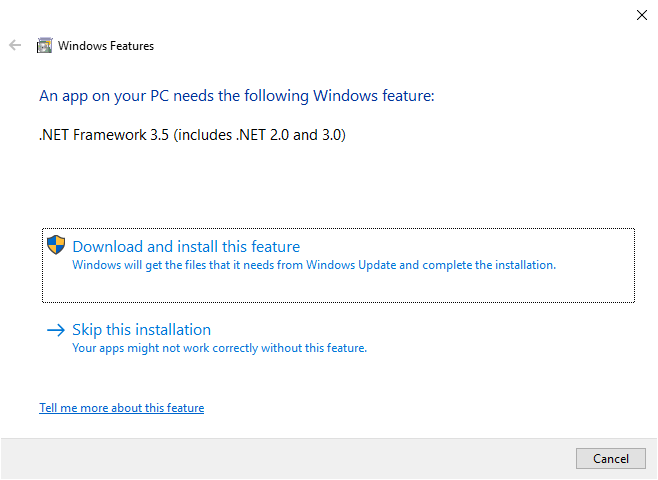 Windows Features
An app on your PC needs the following Windows feature:
.NET Framework 3.5 (includes .NET 2.0 and 3.0)
Download and install this feature
Windows will get the files that it needs from Windows Update and complete the installation.
Skip this installation
Your apps might not work correctly without this feature.
Tell me more about this feature
Cancel